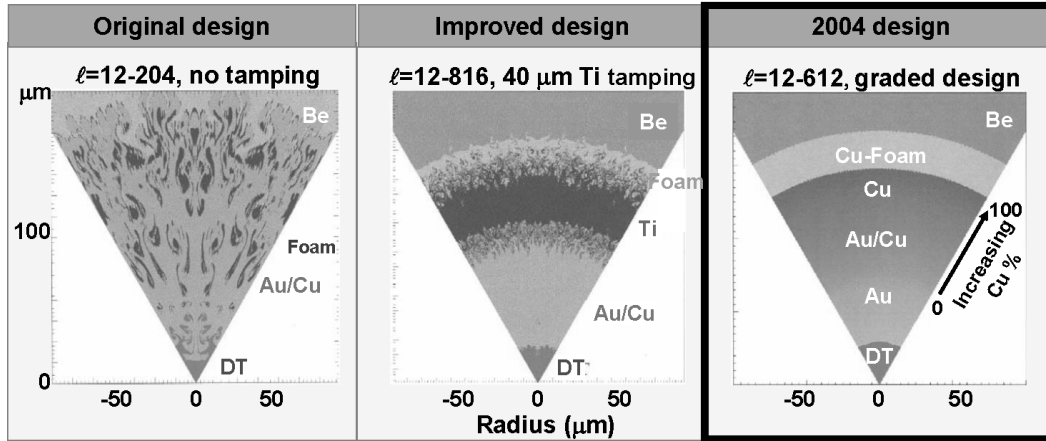 Original design
ℓ=12-204, no tamping
μm
Be
100
Foam
Au/Cu
DT
0
-50 0 50
Improved design
ℓ=12-816, 40 μm Ti tamping
Be
Foam
Ti
Au/Cu
DT
-50 0 50
Radius (μm)
2004 design
ℓ=12-612, graded design
Be
Cu-Foam
Cu
100
Au/Cu
Au
0
Increasing
Cu %
DT
-50 0 50